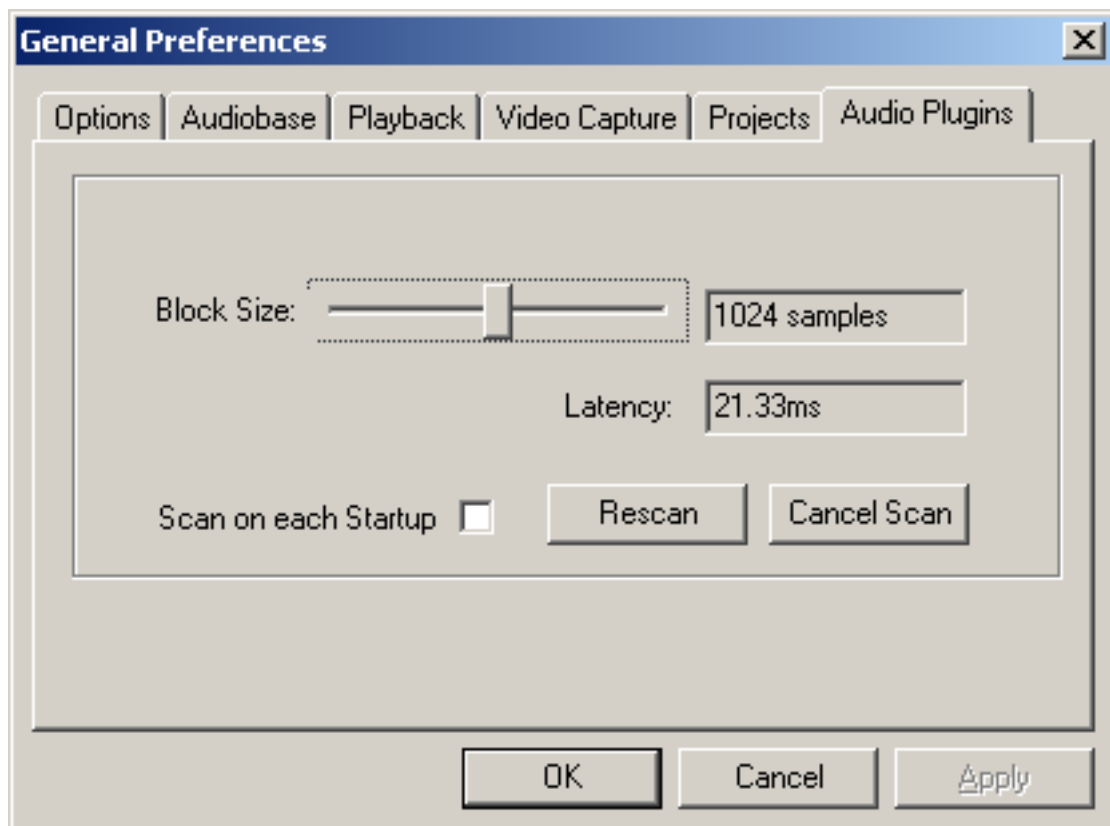 General Preferences
Options Audiobase Playback Video Capture Projects Audio Plugins
Block Size: 1024 samples
Latency: 21.33ms
Scan on each Startup Rescan Cancel Scan
OK Cancel Apply